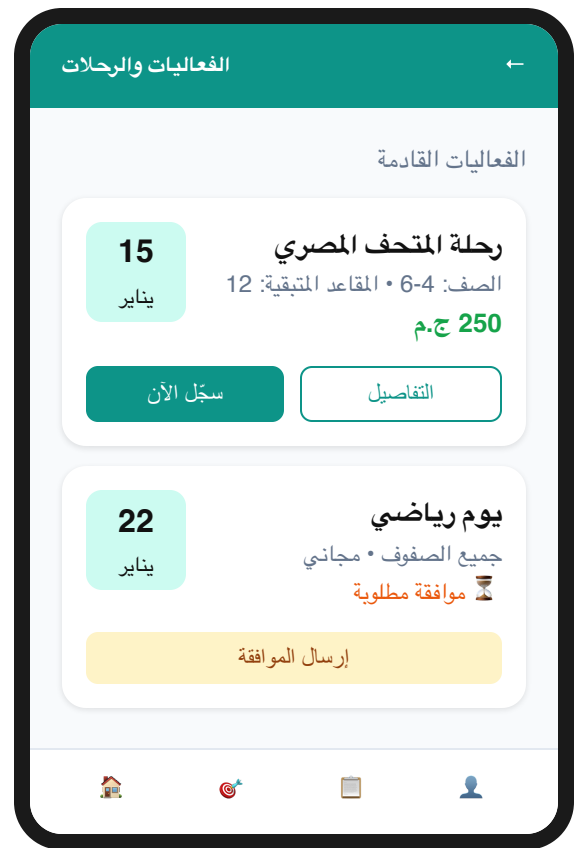 ← الفعاليات والرحلات
الفعاليات القادمة
رحلة المتحف المصري
الصف: 4-6 • المقاعد المتبقية: 12
250 ج.م
15
يناير
التفاصيل
سجّل الآن
يوم رياضي
جميع الصفوف • مجاني
⏳ موافقة مطلوبة
22
يناير
إرسال الموافقة